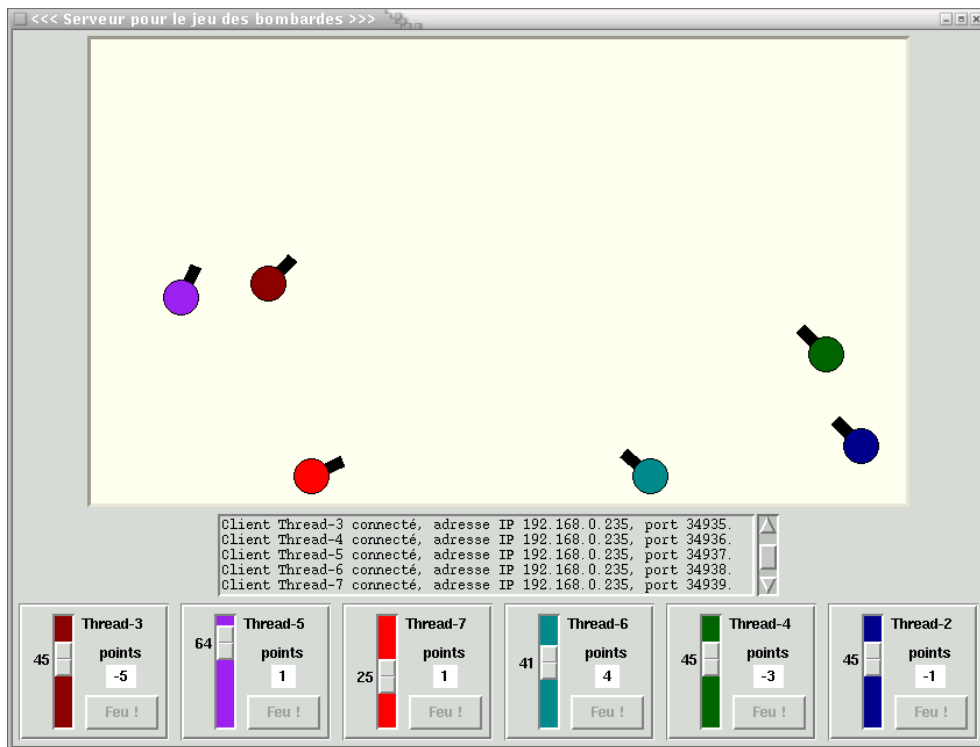 <<< Serveur pour le jeu des bombardes >>>
Client Thread-3 connecté, adresse IP 192.168.0.235, port 34935.
Client Thread-4 connecté, adresse IP 192.168.0.235, port 34936.
Client Thread-5 connecté, adresse IP 192.168.0.235, port 34937.
Client Thread-6 connecté, adresse IP 192.168.0.235, port 34938.
Client Thread-7 connecté, adresse IP 192.168.0.235, port 34939.
Thread-3
points
45
-5
Feu !
Thread-5
64
points
1
Feu !
Thread-7
points
25
1
Feu !
Thread-6
points
41
4
Feu !
Thread-4
points
45
-3
Feu !
Thread-2
points
45
-1
Feu !